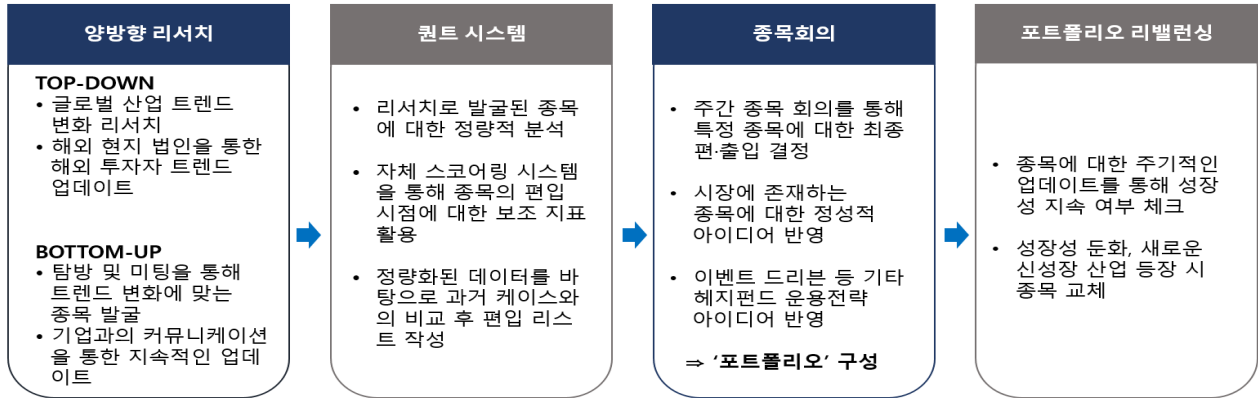 양방향 리서치
TOP-DOWN
• 글로벌 산업 트렌드
변화 리서치
• 해외 현지 법인을 통한
해외 투자자 트렌드
업데이트
BOTTOM-UP
• 탐방 및 미팅을 통해
트렌드 변화에 맞는
종목 발굴
• 기업과의 커뮤니케이션
을 통한 지속적인 업데
이트
퀀트 시스템
• 리서치로 발굴된 종목
에 대한 정량적 분석
• 자체 스코어링 시스템
을 통해 종목의 편입
시점에 대한 보조 지표
활용
• 정량화된 데이터를 바
탕으로 과거 케이스와
의 비교 후 편입 리스
트 작성
종목회의
• 주간 종목 회의를 통해
특정 종목에 대한 최종
편·출입 결정
• 시장에 존재하는
종목에 대한 정성적
아이디어 반영
• 이벤트 드리븐 등 기타
헤지펀드 운용전략
아이디어 반영
⇒ ‘포트폴리오’ 구성
포트폴리오 리밸런싱
• 종목에 대한 주기적인
업데이트를 통해 성장
성 지속 여부 체크
• 성장성 둔화, 새로운
신성장 산업 등장 시
종목 교체